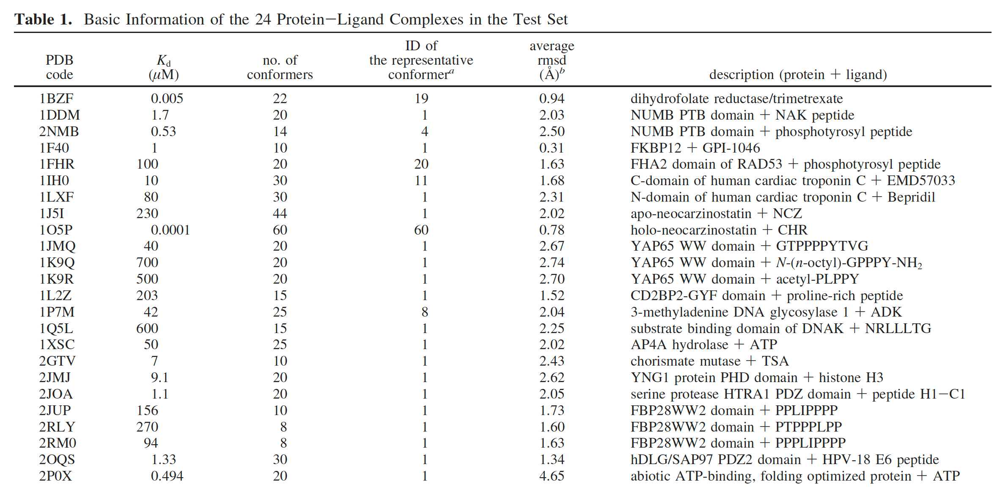 Table 1. Basic Information of the 24 Protein−Ligand Complexes in the Test Set
PDB code Kd (μM) no. of conformers ID of the representative conformer^a average rmsd (Å)^b description (protein + ligand)
1BZF 0.005 22 19 0.94 dihydrofolate reductase/trimetrexate
1DDM 1.7 20 1 2.03 NUMB PTB domain + NAK peptide
2NMB 0.53 14 4 2.50 NUMB PTB domain + phosphotyrosyl peptide
1F40 1 10 1 0.31 FKBP12 + GPI-1046
1FHR 100 20 20 1.63 FHA2 domain of RAD53 + phosphotyrosyl peptide
1IH0 10 30 11 1.68 C-domain of human cardiac troponin C + EMD57033
1LXF 80 30 1 2.31 N-domain of human cardiac troponin C + Bepridil
1J5I 230 44 1 2.02 apo-neocarzinostatin + NCZ
1O5P 0.0001 60 60 0.78 holo-neocarzinostatin + CHR
1JMQ 40 20 1 2.67 YAP65 WW domain + GTPPPPYTVG
1K9Q 700 20 1 2.74 YAP65 WW domain + N-(n-octyl)-GPPPY-NH₂
1K9R 500 20 1 2.70 YAP65 WW domain + acetyl-PLPPY
1L2Z 203 15 1 1.52 CD2BP2-GYF domain + proline-rich peptide
1P7M 42 25 8 2.04 3-methyladenine DNA glycosylase 1 + ADK
1Q5L 600 15 1 2.25 substrate binding domain of DNAK + NRLLLTG
1XSC 50 25 1 2.02 AP4A hydrolase + ATP
2GTV 7 10 1 2.43 chorismate mutase + TSA
2JMJ 9.1 20 1 2.62 YNG1 protein PHD domain + histone H3
2JOA 1.1 20 1 2.05 serine protease HTRA1 PDZ domain + peptide H1−C1
2JUP 156 10 1 1.73 FBP28WW2 domain + PPLIPPPP
2RLY 270 8 1 1.60 FBP28WW2 domain + PTPPPLPP
2RM0 94 8 1 1.63 FBP28WW2 domain + PPPLIPPPP
2OQS 1.33 30 1 1.34 hDLG/SAP97 PDZ2 domain + HPV-18 E6 peptide
2P0X 0.494 20 1 4.65 abiotic ATP-binding, folding optimized protein + ATP